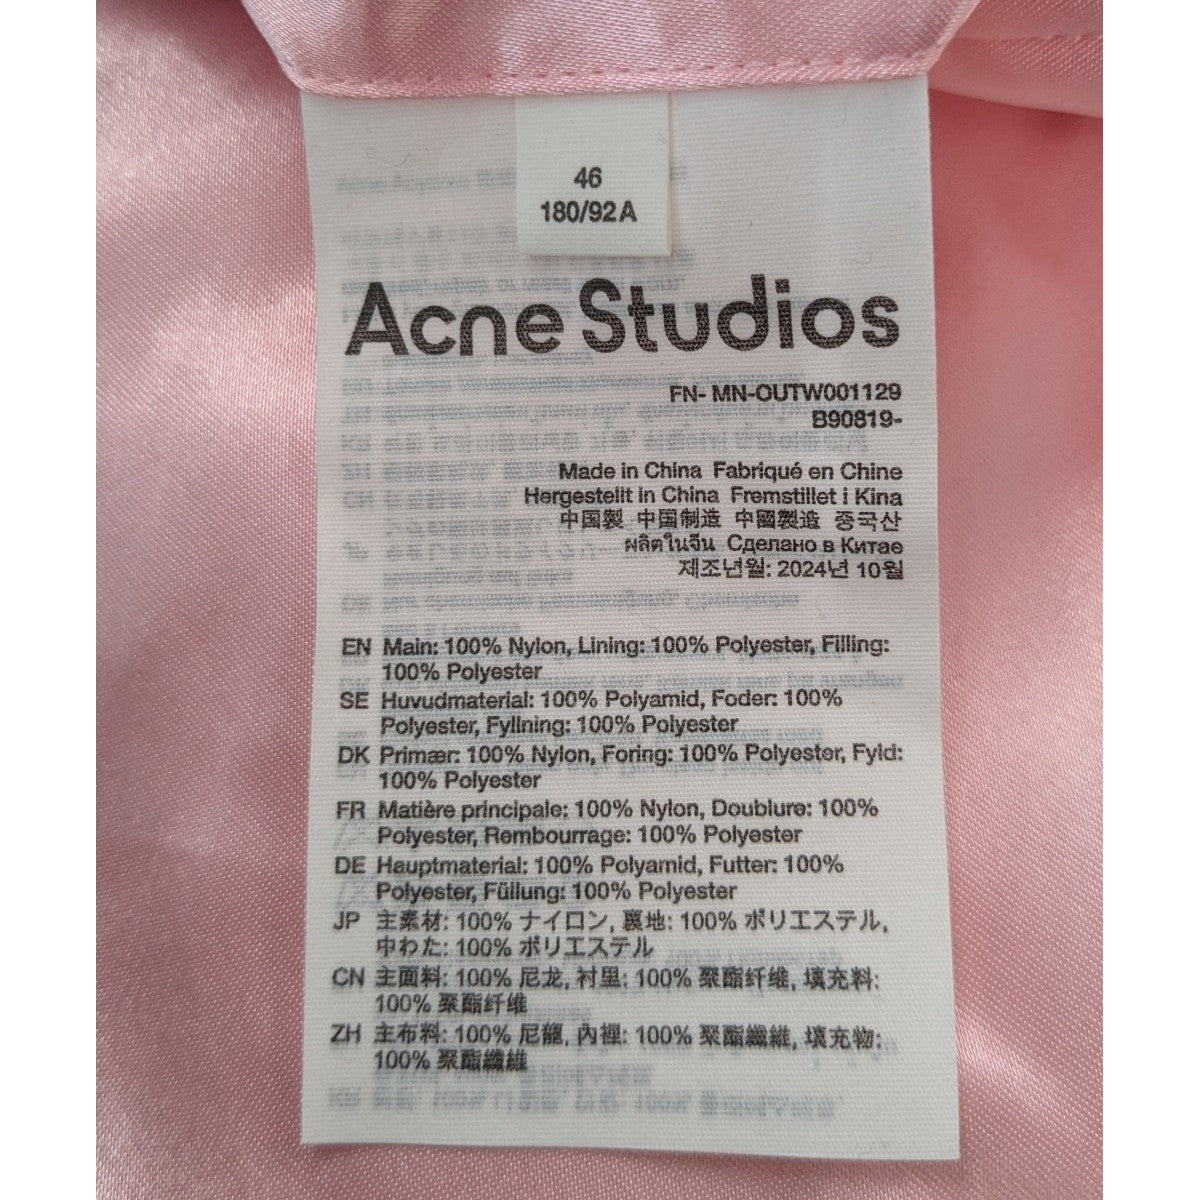 46
180/92A
Acne Studios
FN- MN-OUTW001129
B90819-
Made in China Fabriqué en Chine
Hergestellt in China Fremstillet i Kina
中国製 中国制造 中國製造 중국산
ผลิตในจีน Сделано в Китае
제조년월: 2024년 10월
EN Main: 100% Nylon, Lining: 100% Polyester, Filling:
100% Polyester
SE Huvudmaterial: 100% Polyamid, Foder: 100%
Polyester, Fyllning: 100% Polyester
DK Primær: 100% Nylon, Foring: 100% Polyester, Fyld:
100% Polyester
FR Matière principale: 100% Nylon, Doublure: 100%
Polyester, Rembourrage: 100% Polyester
DE Hauptmaterial: 100% Polyamid, Futter: 100%
Polyester, Füllung: 100% Polyester
JP 主素材: 100% ナイロン, 裏地: 100% ポリエステル,
中わた: 100% ポリエステル
CN 主面料: 100% 尼龙, 衬里: 100% 聚酯纤维, 填充料:
100% 聚酯纤维
ZH 主布料: 100% 尼龍, 內裡: 100% 聚酯纖維, 填充物:
100% 聚酯纖維